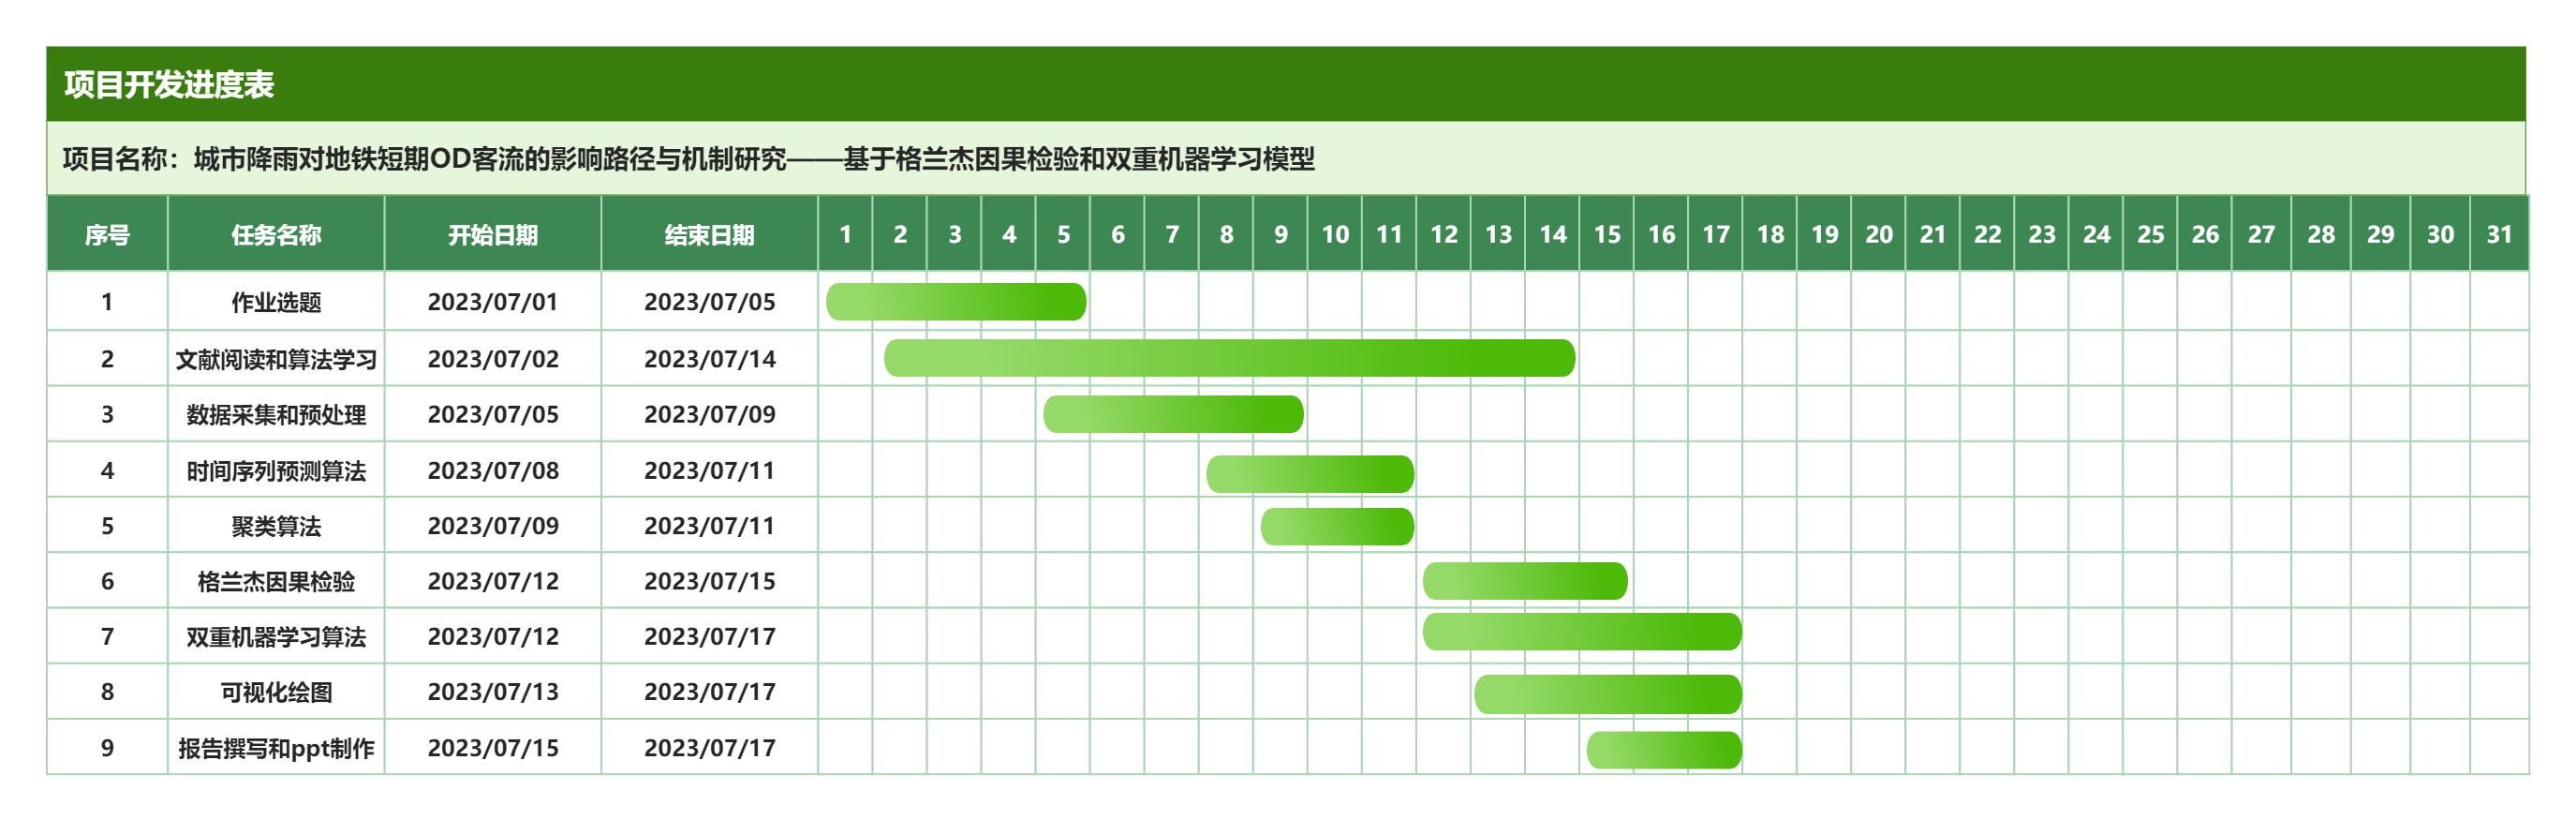 项目开发进度表
项目名称：城市降雨对地铁短期OD客流的影响路径与机制研究——基于格兰杰因果检验和双重机器学习模型
序号 任务名称 开始日期 结束日期 1 2 3 4 5 6 7 8 9 10 11 12 13 14 15 16 17 18 19 20 21 22 23 24 25 26 27 28 29 30 31
1 作业选题 2023/07/01 2023/07/05
2 文献阅读和算法学习 2023/07/02 2023/07/14
3 数据采集和预处理 2023/07/05 2023/07/09
4 时间序列预测算法 2023/07/08 2023/07/11
5 聚类算法 2023/07/09 2023/07/11
6 格兰杰因果检验 2023/07/12 2023/07/15
7 双重机器学习算法 2023/07/12 2023/07/17
8 可视化绘图 2023/07/13 2023/07/17
9 报告撰写和ppt制作 2023/07/15 2023/07/17